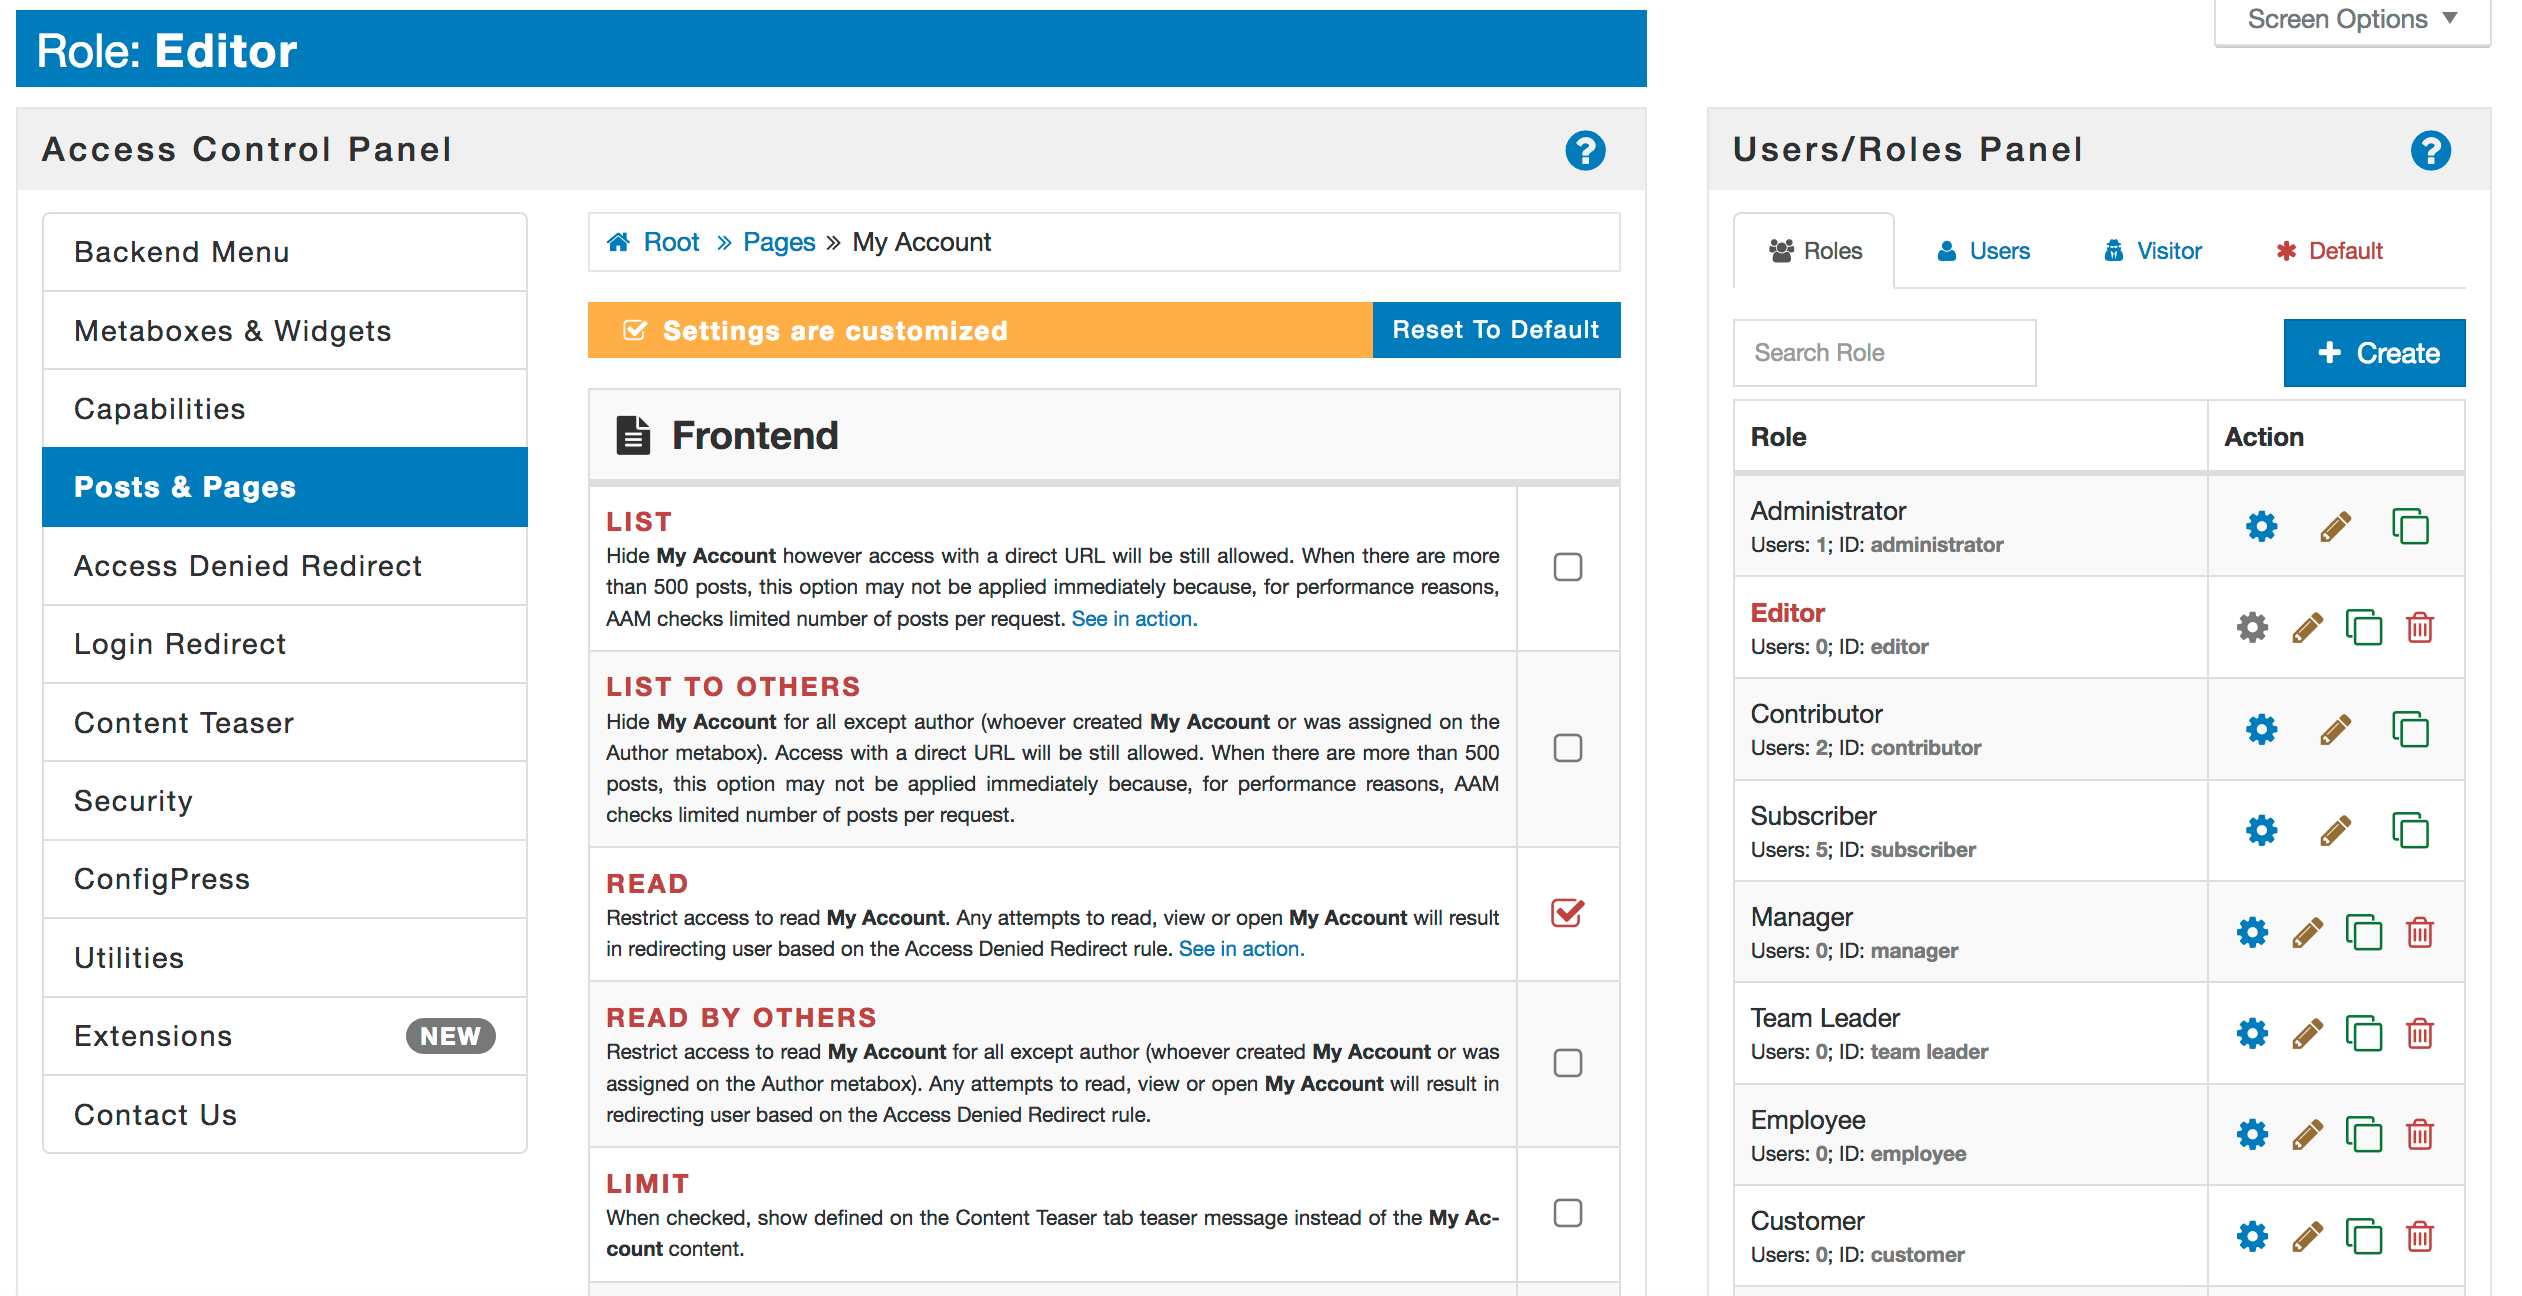 Screen Options
Role: Editor
Access Control Panel
Backend Menu
Metaboxes & Widgets
Capabilities
Posts & Pages
Access Denied Redirect
Login Redirect
Content Teaser
Security
ConfigPress
Utilities
Extensions NEW
Contact Us
Root » Pages » My Account
Settings are customized
Reset To Default
Frontend
LIST
Hide My Account however access with a direct URL will be still allowed. When there are more
than 500 posts, this option may not be applied immediately because, for performance reasons,
AAM checks limited number of posts per request. See in action.
LIST TO OTHERS
Hide My Account for all except author (whoever created My Account or was assigned on the
Author metabox). Access with a direct URL will be still allowed. When there are more than 500
posts, this option may not be applied immediately because, for performance reasons, AAM
checks limited number of posts per request.
READ
Restrict access to read My Account. Any attempts to read, view or open My Account will result
in redirecting user based on the Access Denied Redirect rule. See in action.
READ BY OTHERS
Restrict access to read My Account for all except author (whoever created My Account or was
assigned on the Author metabox). Any attempts to read, view or open My Account will result in
redirecting user based on the Access Denied Redirect rule.
LIMIT
When checked, show defined on the Content Teaser tab teaser message instead of the My Ac-
count content.
Users/Roles Panel
Roles
Users
Visitor
Default
Search Role
Create
Role
Action
Administrator
Users: 1; ID: administrator
Editor
Users: 0; ID: editor
Contributor
Users: 2; ID: contributor
Subscriber
Users: 5; ID: subscriber
Manager
Users: 0; ID: manager
Team Leader
Users: 0; ID: team leader
Employee
Users: 0; ID: employee
Customer
Users: 0; ID: customer